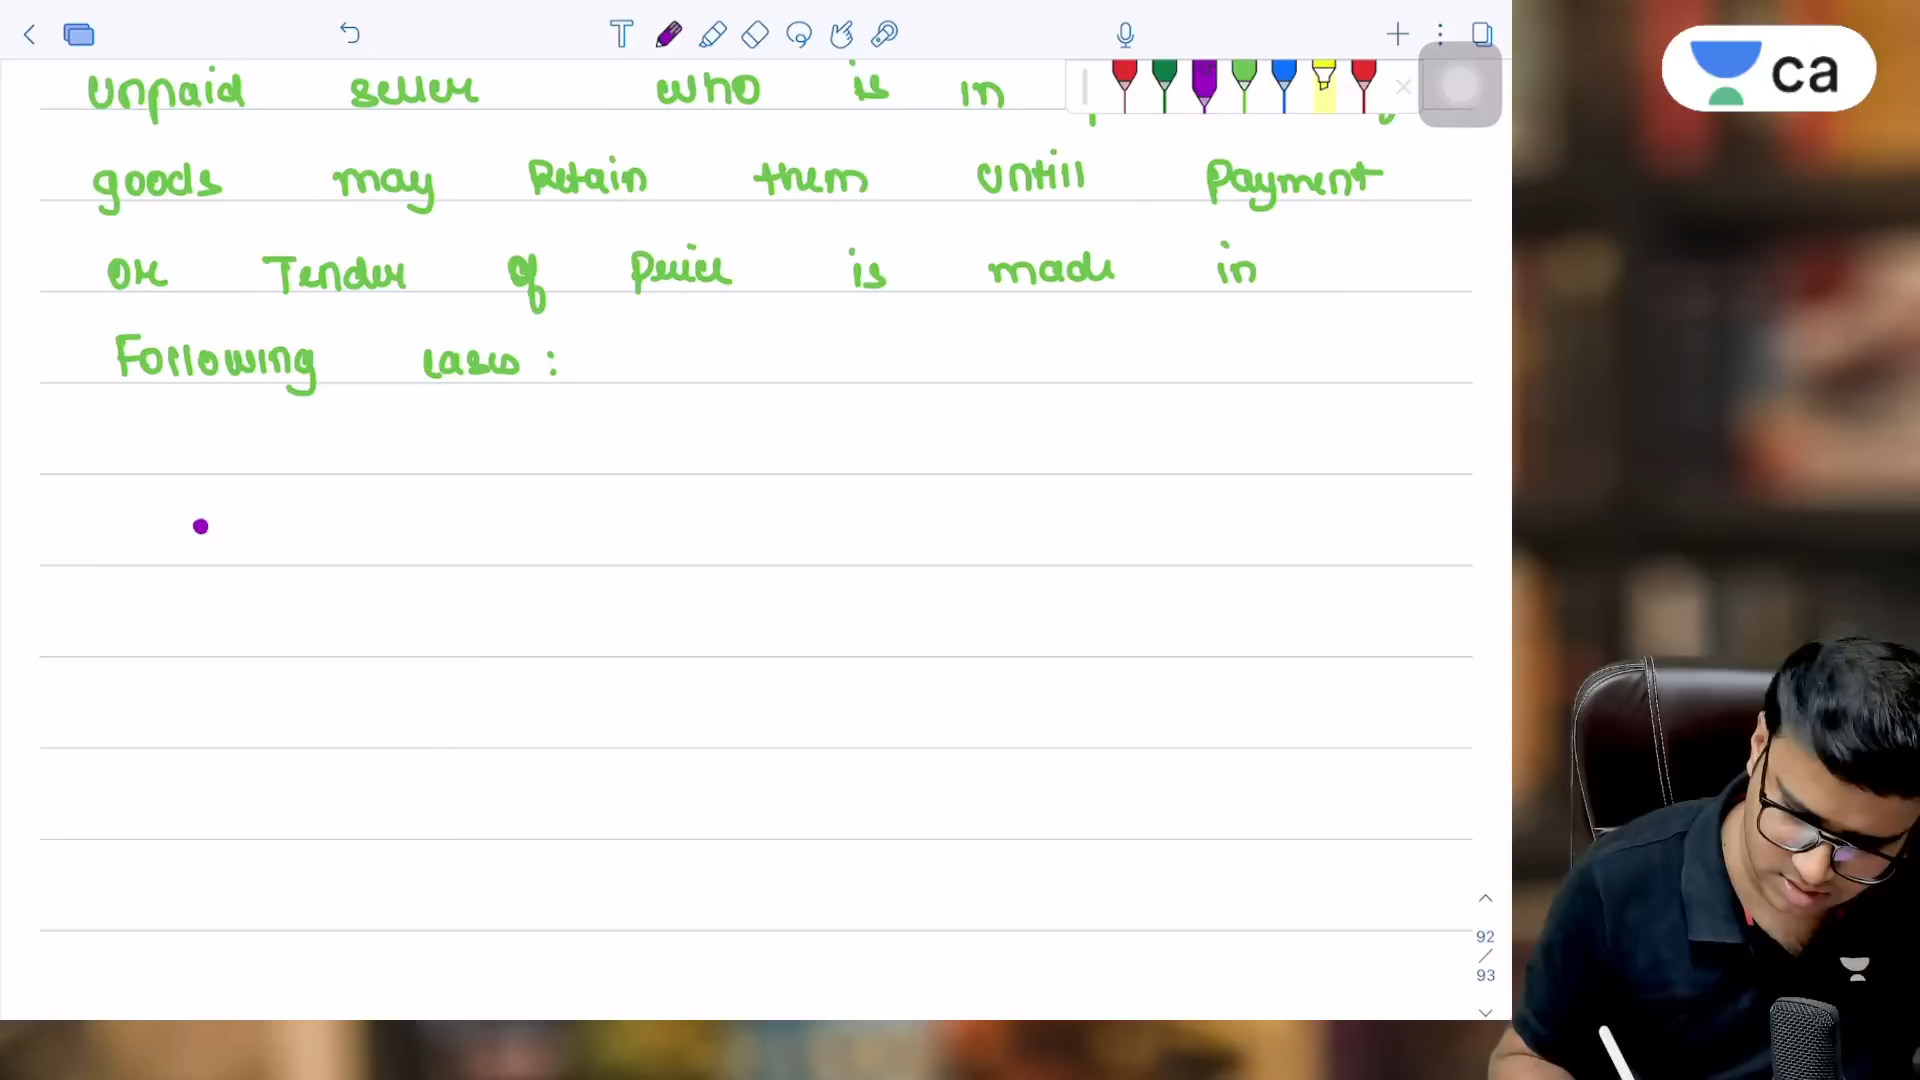 ca
unpaid seller who is in
goods may Retain them untill Payment
OR Tender of Price is made in
Following cases :
92
/
93